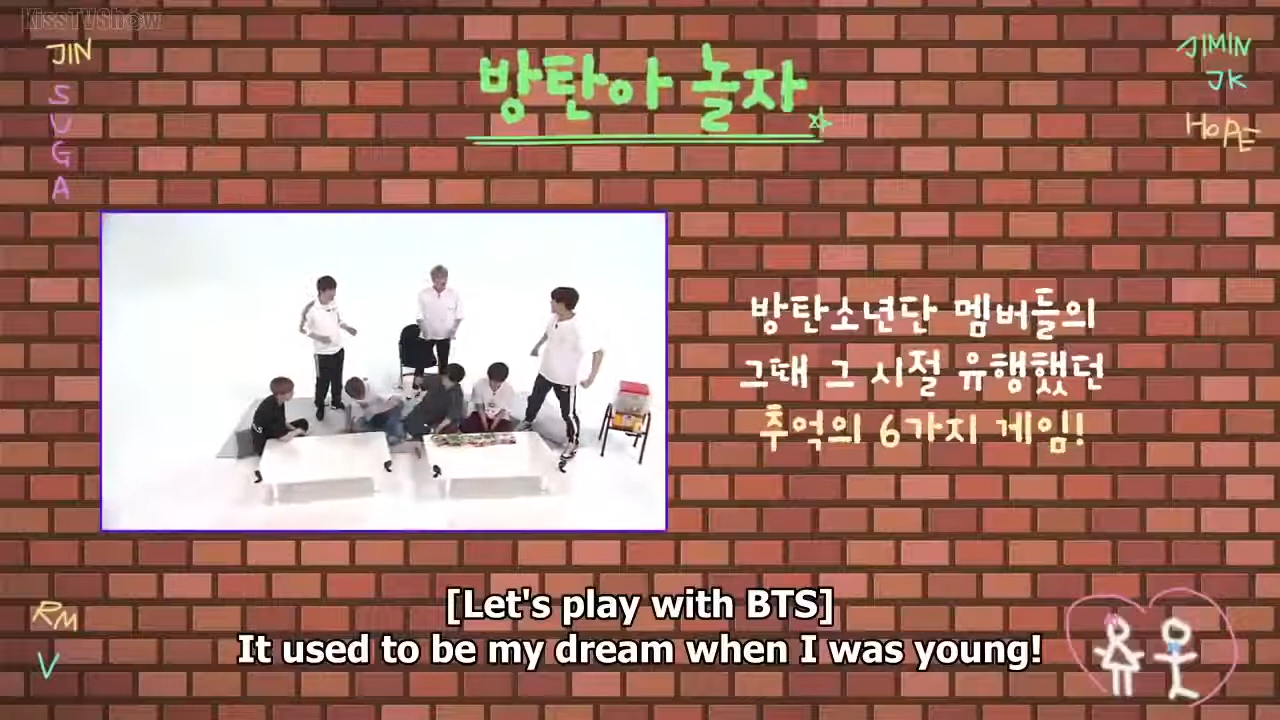 KissTVShow
JIN
SUGA
방탄아 놀자
JIMIN
JK
HOPE
방탄소년단 멤버들의
그때 그 시절 유행했던
추억의 6가지 게임!
RM
V
[Let's play with BTS]
It used to be my dream when I was young!